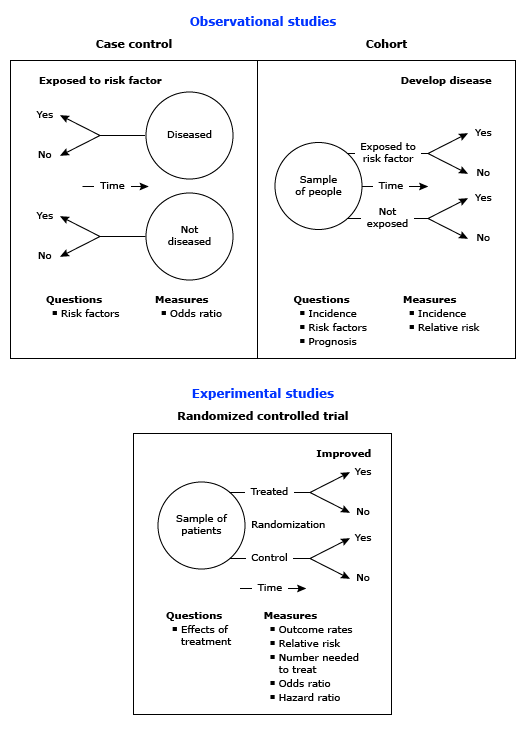 Observational studies
Case control
Cohort
Exposed to risk factor
Yes
No
Diseased
Time
Yes
No
Not
diseased
Questions
▪ Risk factors
Measures
▪ Odds ratio
Develop disease
Sample
of people
Exposed to
risk factor
Yes
No
Time
Not
exposed
Yes
No
Questions
▪ Incidence
▪ Risk factors
▪ Prognosis
Measures
▪ Incidence
▪ Relative risk
Experimental studies
Randomized controlled trial
Improved
Sample of
patients
Treated
Yes
No
Randomization
Control
Yes
No
Time
Questions
▪ Effects of
treatment
Measures
▪ Outcome rates
▪ Relative risk
▪ Number needed
to treat
▪ Odds ratio
▪ Hazard ratio